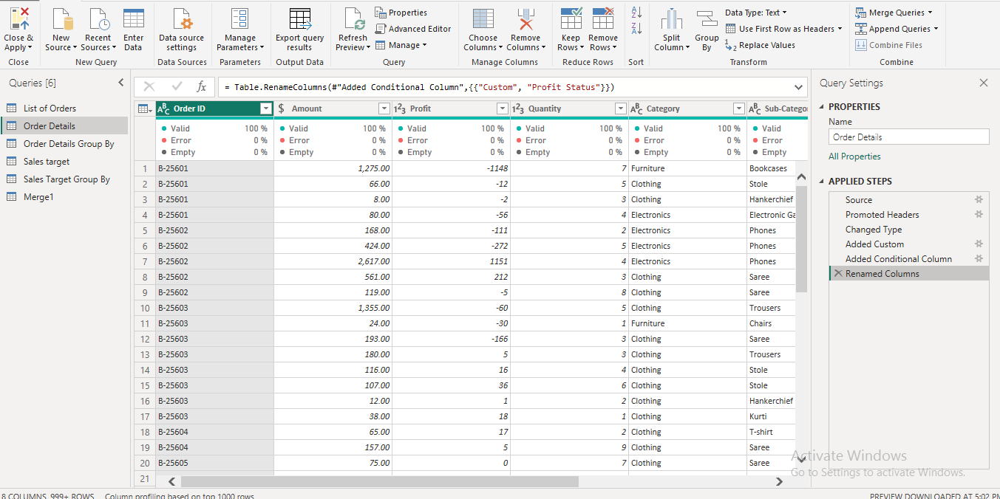 Close & Apply
New Source
Recent Sources
Enter Data
Data source settings
Manage Parameters
Export query results
Refresh Preview
Properties
Advanced Editor
Manage
Choose Columns
Remove Columns
Keep Rows
Remove Rows
A Z
Z A
Split Column
Group By
Data Type: Text
Use First Row as Headers
1 2 Replace Values
Merge Queries
Append Queries
Combine Files
Close
New Query
Data Sources
Parameters
Output Data
Query
Manage Columns
Reduce Rows
Sort
Transform
Combine
Queries [6]
List of Orders
Order Details
Order Details Group By
Sales target
Sales Target Group By
Merge1
fx
= Table.RenameColumns(#"Added Conditional Column",{{"Custom", "Profit Status"}})
ABC Order ID $ Amount 123 Profit 123 Quantity ABC Category ABC Sub-Catego
Valid 100 % Valid 100 % Valid 100 % Valid 100 % Valid 100 % Valid
Error 0 % Error 0 % Error 0 % Error 0 % Error 0 % Error
Empty 0 % Empty 0 % Empty 0 % Empty 0 % Empty 0 % Empty
1 B-25601 1,275.00 -1148 7 Furniture Bookcases
2 B-25601 66.00 -12 5 Clothing Stole
3 B-25601 8.00 -2 3 Clothing Hankerchief
4 B-25601 80.00 -56 4 Electronics Electronic Ga
5 B-25602 168.00 -111 2 Electronics Phones
6 B-25602 424.00 -272 5 Electronics Phones
7 B-25602 2,617.00 1151 4 Electronics Phones
8 B-25602 561.00 212 3 Clothing Saree
9 B-25602 119.00 -5 8 Clothing Saree
10 B-25603 1,355.00 -60 5 Clothing Trousers
11 B-25603 24.00 -30 1 Furniture Chairs
12 B-25603 193.00 -166 3 Clothing Saree
13 B-25603 180.00 5 3 Clothing Trousers
14 B-25603 116.00 16 4 Clothing Stole
15 B-25603 107.00 36 6 Clothing Stole
16 B-25603 12.00 1 2 Clothing Hankerchief
17 B-25603 38.00 18 1 Clothing Kurti
18 B-25604 65.00 17 2 Clothing T-shirt
19 B-25604 157.00 5 9 Clothing Saree
20 B-25605 75.00 0 7 Clothing Saree
21
Query Settings
PROPERTIES
Name
Order Details
All Properties
APPLIED STEPS
Source
Promoted Headers
Changed Type
Added Custom
Added Conditional Column
Renamed Columns
Activate Windows
Go to Settings to activate Windows.
8 COLUMNS, 999+ ROWS Column profiling based on top 1000 rows
PREVIEW DOWNLOADED AT 5:02 PM